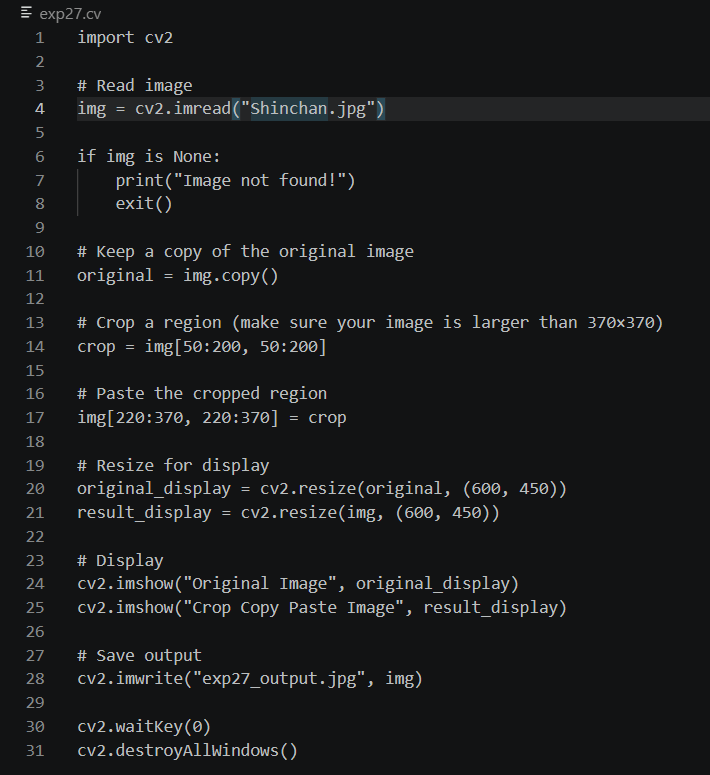 exp27.cv
1 import cv2
2
3 # Read image
4 img = cv2.imread("Shinchan.jpg")
5
6 if img is None:
7     print("Image not found!")
8     exit()
9
10 # Keep a copy of the original image
11 original = img.copy()
12
13 # Crop a region (make sure your image is larger than 370×370)
14 crop = img[50:200, 50:200]
15
16 # Paste the cropped region
17 img[220:370, 220:370] = crop
18
19 # Resize for display
20 original_display = cv2.resize(original, (600, 450))
21 result_display = cv2.resize(img, (600, 450))
22
23 # Display
24 cv2.imshow("Original Image", original_display)
25 cv2.imshow("Crop Copy Paste Image", result_display)
26
27 # Save output
28 cv2.imwrite("exp27_output.jpg", img)
29
30 cv2.waitKey(0)
31 cv2.destroyAllWindows()